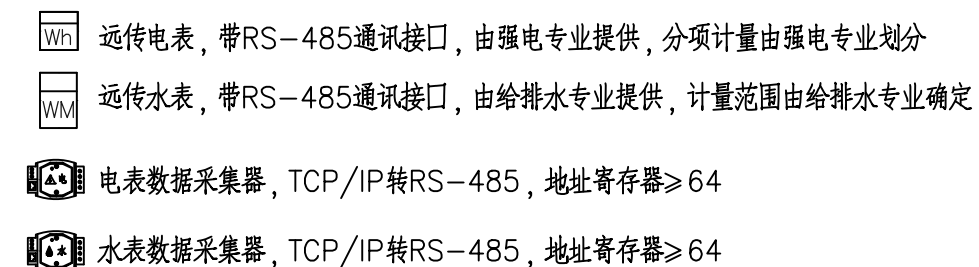 Wh 远传电表，带RS-485通讯接口，由强电专业提供，分项计量由强电专业划分
WM 远传水表，带RS-485通讯接口，由给排水专业提供，计量范围由给排水专业确定
电 电表数据采集器，TCP/IP转RS-485，地址寄存器≥64
水 水表数据采集器，TCP/IP转RS-485，地址寄存器≥64